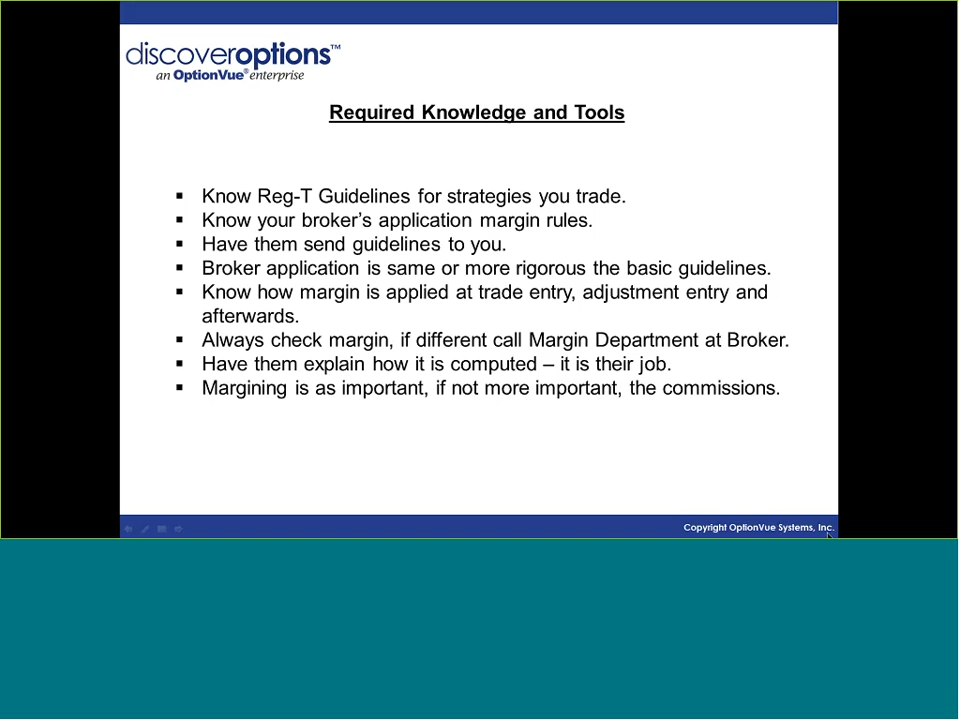 discoveroptions™
an OptionVue® enterprise
Required Knowledge and Tools
▪ Know Reg-T Guidelines for strategies you trade.
▪ Know your broker's application margin rules.
▪ Have them send guidelines to you.
▪ Broker application is same or more rigorous the basic guidelines.
▪ Know how margin is applied at trade entry, adjustment entry and
afterwards.
▪ Always check margin, if different call Margin Department at Broker.
▪ Have them explain how it is computed – it is their job.
▪ Margining is as important, if not more important, the commissions.
Copyright OptionVue Systems, Inc.